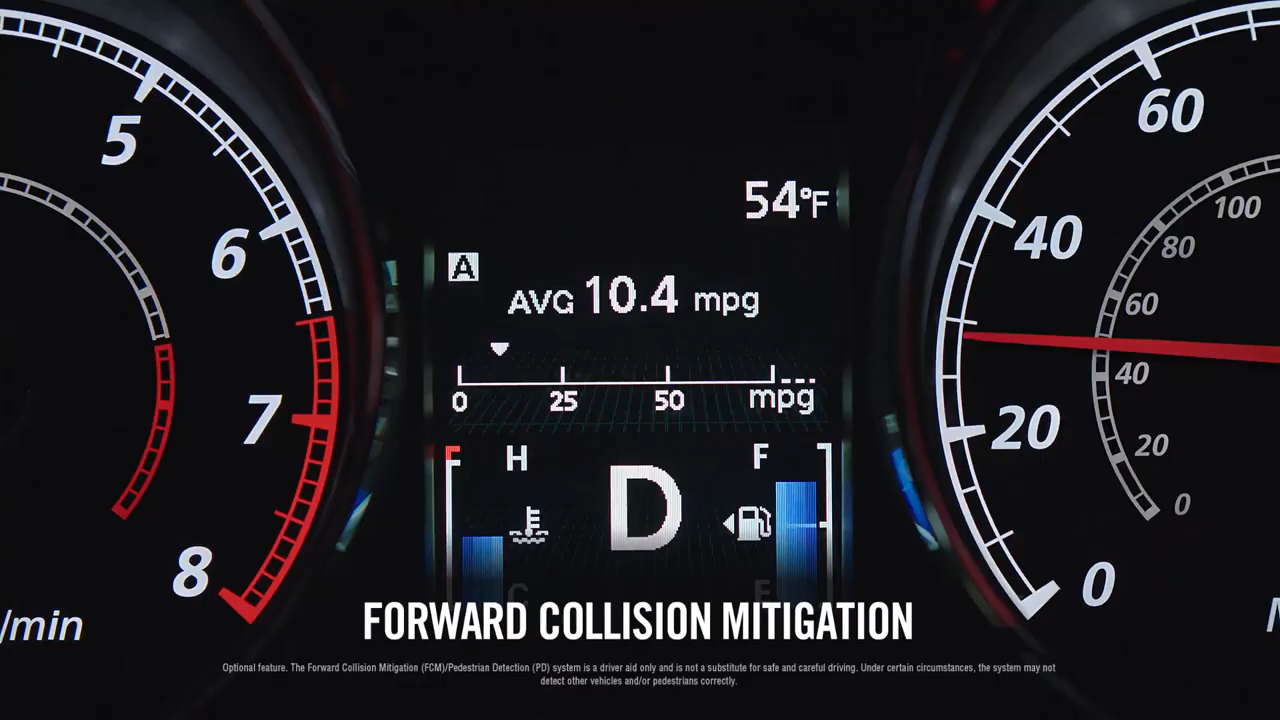 5
6
7
8
/min
54°F
A
AVG 10.4 mpg
0 25 50 mpg
H F
D
C E
60
40
20
0
100
80
60
40
20
0
FORWARD COLLISION MITIGATION
Optional feature. The Forward Collision Mitigation (FCM)/Pedestrian Detection (PD) system is a driver aid only and is not a substitute for safe and careful driving. Under certain circumstances, the system may not
detect other vehicles and/or pedestrians correctly.